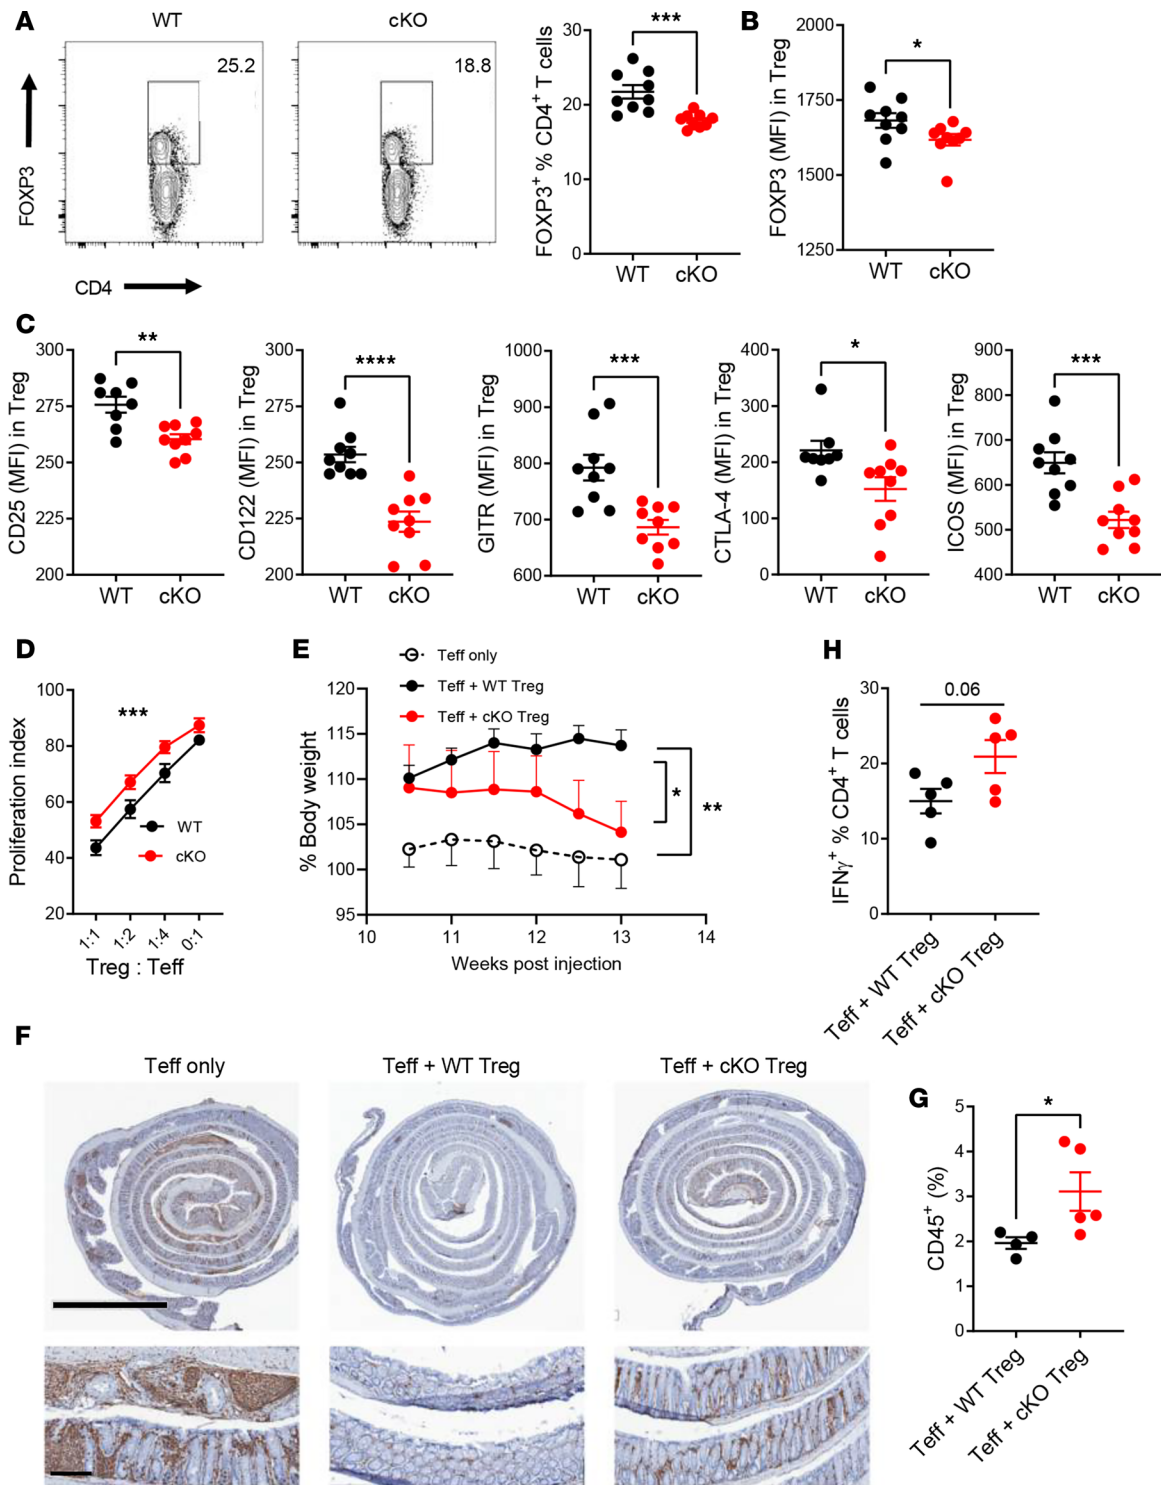 A
WT
cKO
25.2
18.8
FOXP3
CD4
FOXP3+ % CD4+ T cells
30
20
10
0
***
WT
cKO
B
FOXP3 (MFI) in Treg
2000
1750
1500
1250
*
WT
cKO
C
CD25 (MFI) in Treg
300
275
250
225
200
**
WT
cKO
CD122 (MFI) in Treg
300
275
250
225
200
****
WT
cKO
GITR (MFI) in Treg
1000
900
800
700
600
***
WT
cKO
CTLA-4 (MFI) in Treg
400
300
200
100
0
*
WT
cKO
ICOS (MFI) in Treg
900
800
700
600
500
400
***
WT
cKO
D
Proliferation index
100
80
60
40
20
***
WT
cKO
1:1
1:2
1:4
0:1
Treg : Teff
E
Teff only
Teff + WT Treg
Teff + cKO Treg
% Body weight
120
115
110
105
100
95
*
**
10
11
12
13
14
Weeks post injection
H
IFNγ+ % CD4+ T cells
30
20
10
0
0.06
Teff + WT Treg
Teff + cKO Treg
F
Teff only
Teff + WT Treg
Teff + cKO Treg
G
CD45+ (%)
5
4
3
2
1
0
*
Teff + WT Treg
Teff + cKO Treg